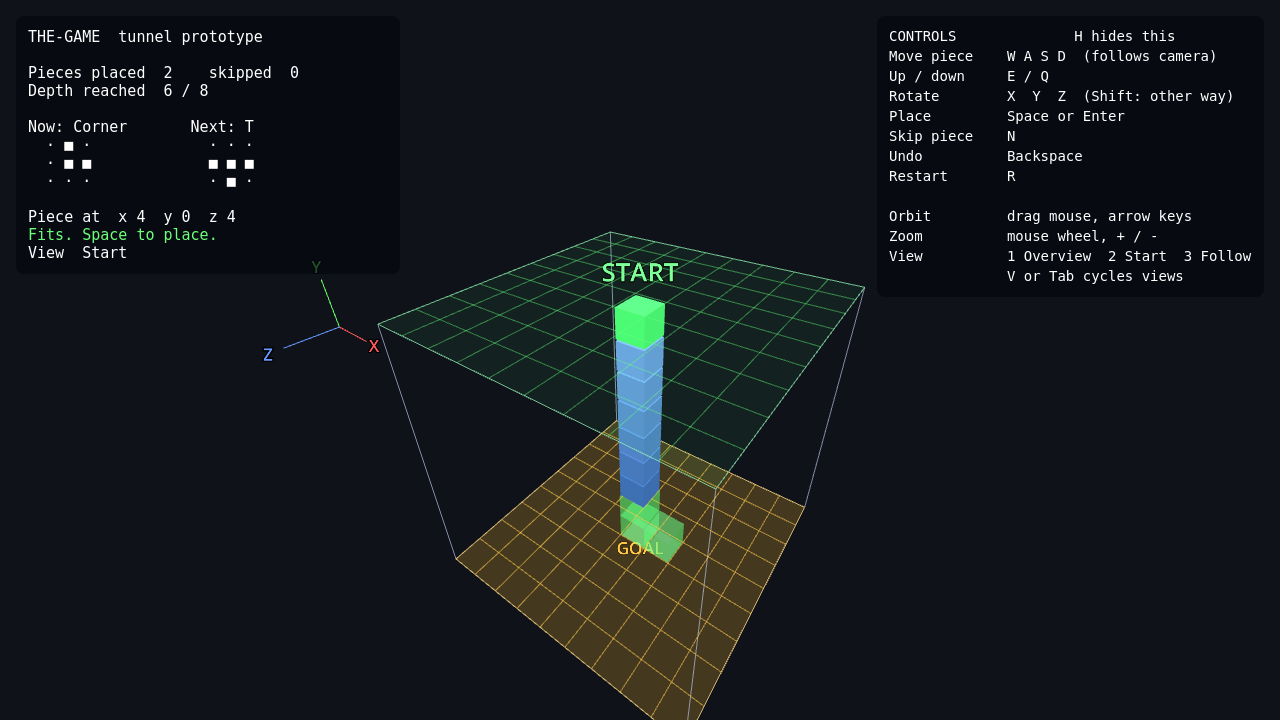 THE-GAME  tunnel prototype
Pieces placed  2    skipped  0
Depth reached  6 / 8
Now: Corner       Next: T
Piece at  x 4  y 0  z 4
Fits. Space to place.
View  Start
CONTROLS    H hides this
Move piece    W A S D  (follows camera)
Up / down    E / Q
Rotate    X  Y  Z  (Shift: other way)
Place    Space or Enter
Skip piece    N
Undo    Backspace
Restart    R
Orbit    drag mouse, arrow keys
Zoom    mouse wheel, + / -
View    1 Overview  2 Start  3 Follow
V or Tab cycles views
Y
X
Z
START
GOAL